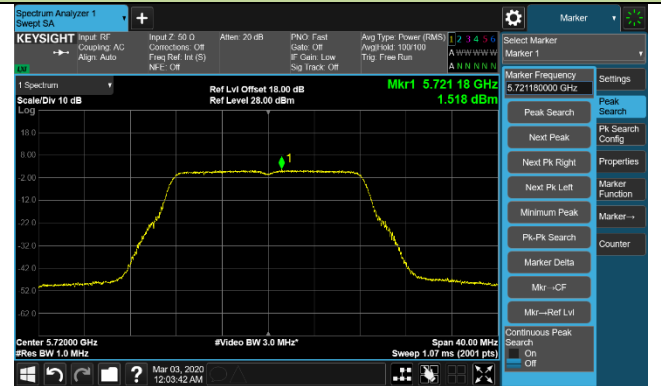 Spectrum Analyzer 1
Swept SA
+
Marker
KEYSIGHT
Input: RF
Coupling: AC
Align: Auto
Input Z: 50 Ω
Corrections: Off
Freq Ref: Int (S)
NFE: Off
Atten: 20 dB
PNO: Fast
Gate: Off
IF Gain: Low
Sig Track: Off
Avg Type: Power (RMS)
Avg|Hold: 100/100
Trig: Free Run
1 2 3 4 5 6
A W W W W W
A N N N N N
LXI
Select Marker
Marker 1
1 Spectrum
Scale/Div 10 dB
Log
Ref Lvl Offset 18.00 dB
Ref Level 28.00 dBm
Mkr1 5.721 18 GHz
1.518 dBm
18.0
8.00
-2.00
-12.0
-22.0
-32.0
-42.0
-52.0
-62.0
1
Center 5.72000 GHz
#Res BW 1.0 MHz
#Video BW 3.0 MHz*
Span 40.00 MHz
Sweep 1.07 ms (2001 pts)
Marker Frequency
5.721180000 GHz
Peak Search
Next Peak
Next Pk Right
Next Pk Left
Minimum Peak
Pk-Pk Search
Marker Delta
Mkr→CF
Mkr→Ref Lvl
Continuous Peak
Search
On
Off
Settings
Peak
Search
Pk Search
Config
Properties
Marker
Function
Marker→
Counter
?
Mar 03, 2020
12:03:42 AM